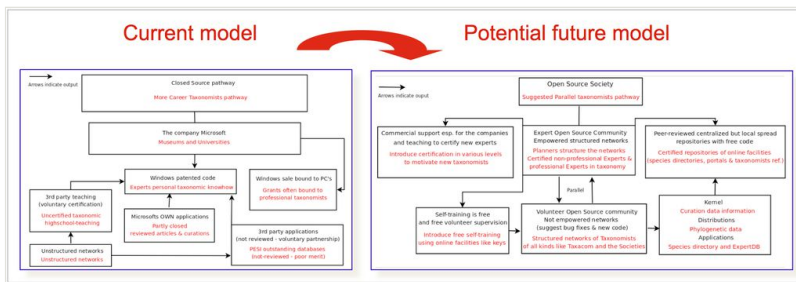 Current model
Potential future model
Arrows indicate output
Closed Source pathway
More Career Taxonomists pathway
The company Microsoft
Museums and Universities
Windows patented code
Experts personal taxonomic knowhow
Windows sale bound to PC's
Grants often bound to
professional taxonomists
3rd party teaching
(voluntary certification)
Uncertified taxonomic
highschool-teaching
Microsofts OWN applications
Partly closed
reviewed articles & curations
Unstructured networks
Unstructured networks
3rd party applications
(not reviewed - voluntary partnership)
PESI outstanding databases
(not-reviewed - poor merit)
Arrows indicate ouput
Open Source Society
Suggested Parallel taxonomists pathway
Commercial support esp. for the companies
and teaching to certify new experts
Introduce certification in various levels
to motivate new taxonomists
Expert Open Source Community
Empowered structured networks
Planners structure the networks
Certified non-professional Experts &
professional Experts in taxonomy
Peer-reviewed centralized but local spread
repositories with free code
Certified repositories of online facilities
(species directories, portals & taxonomists ref.)
Parallel
Self-training is free
and free volunteer supervision
Introduce free self-training
using online facilities like keys
Volunteer Open Source community
Not empowered networks
(suggest bug fixes & new code)
Structured networks of Taxonomists
of all kinds like Taxacom and the Societies
Kernel
Curation data information
Distributions
Phylogenetic data
Applications
Species directory and ExpertDB